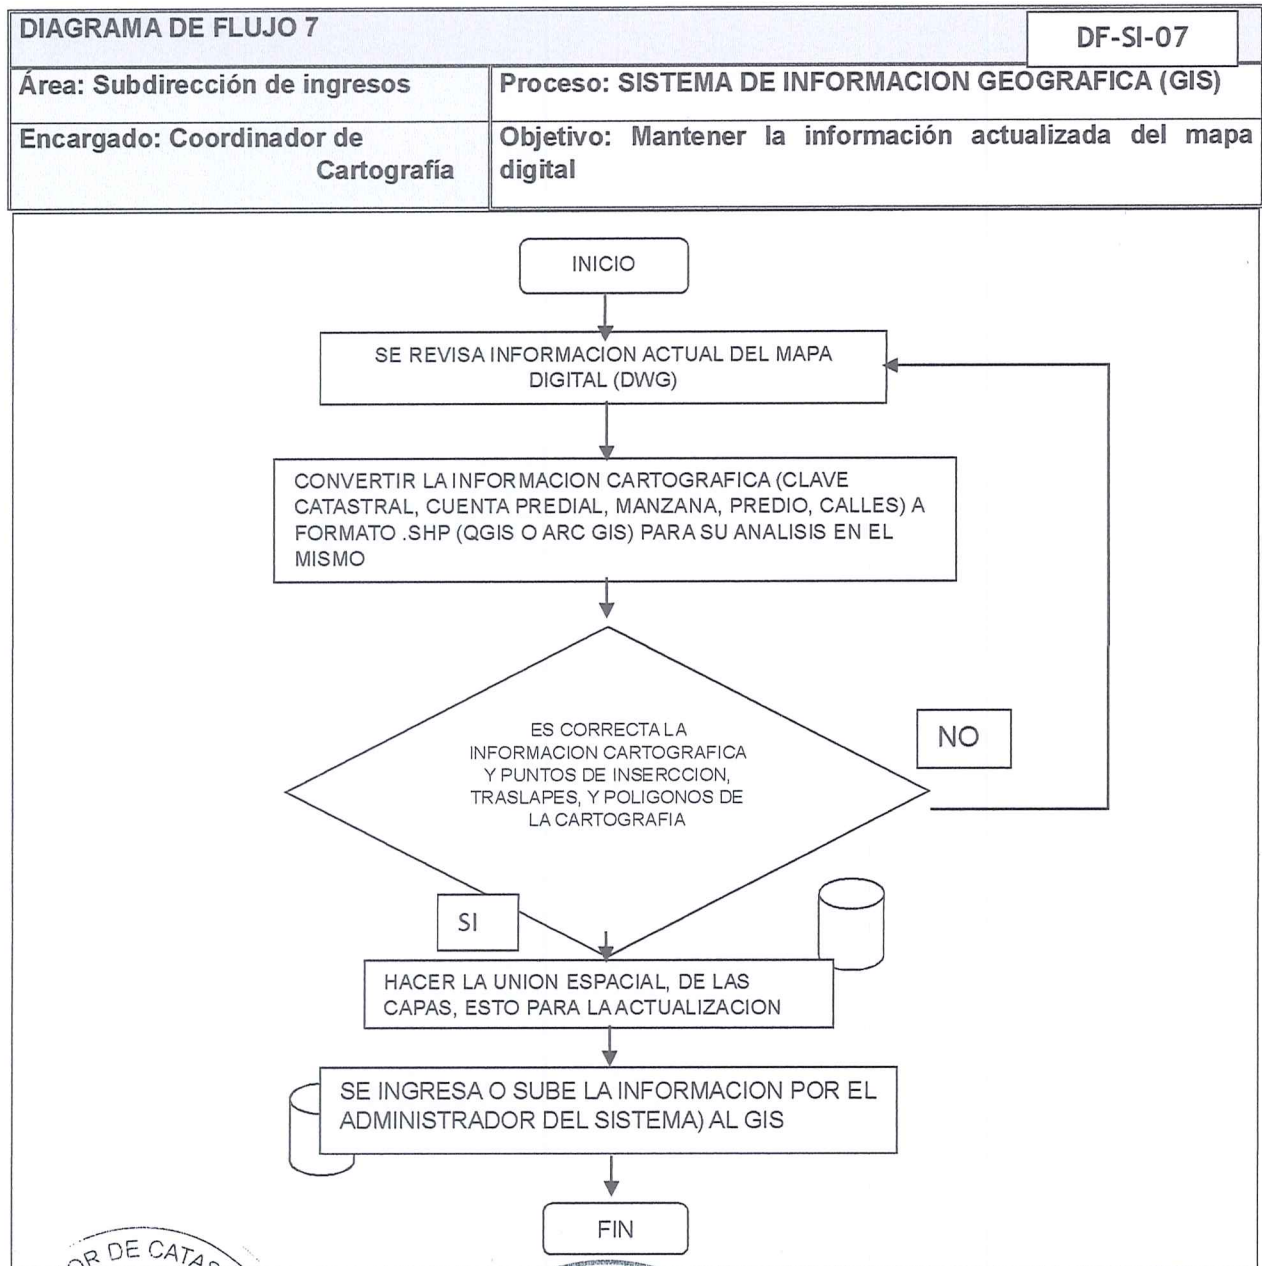 DIAGRAMA DE FLUJO 7
DF-SI-07
Área: Subdirección de ingresos
Proceso: SISTEMA DE INFORMACION GEOGRAFICA (GIS)
Encargado: Coordinador de
Cartografía
Objetivo: Mantener la información actualizada del mapa
digital
INICIO
SE REVISA INFORMACION ACTUAL DEL MAPA
DIGITAL (DWG)
CONVERTIR LA INFORMACION CARTOGRAFICA (CLAVE
CATASTRAL, CUENTA PREDIAL, MANZANA, PREDIO, CALLES) A
FORMATO .SHP (QGIS O ARC GIS) PARA SU ANALISIS EN EL
MISMO
ES CORRECTA LA
INFORMACION CARTOGRAFICA
Y PUNTOS DE INSERCCION,
TRASLAPES, Y POLIGONOS DE
LA CARTOGRAFIA
NO
SI
HACER LA UNION ESPACIAL, DE LAS
CAPAS, ESTO PARA LA ACTUALIZACION
SE INGRESA O SUBE LA INFORMACION POR EL
ADMINISTRADOR DEL SISTEMA) AL GIS
FIN
DE